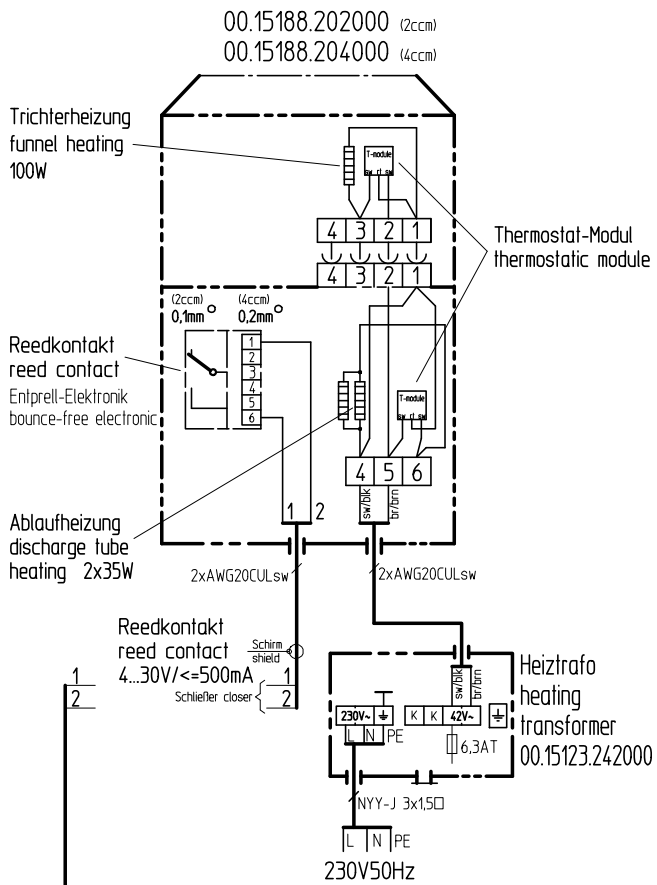 00.15188.202000 (2ccm)
00.15188.204000 (4ccm)
Trichterheizung
funnel heating
100W
T-module
sw rt sw
4 3 2 1
4 3 2 1
Thermostat-Modul
thermostatic module
(2ccm) (4ccm)
0,1mm° 0,2mm°
Reedkontakt
reed contact
Entprell-Elektronik
bounce-free electronic
1
2
3
4
5
6
T-module
sw rt sw
4 5 6
sw/blk br/brn
1 2
Ablaufheizung
discharge tube
heating 2x35W
2xAWG20CULsw 2xAWG20CULsw
Reedkontakt
reed contact
4...30V/<=500mA
Schirm
shield
Schließer closer
1
2
1
2
sw/blk br/brn
Heiztrafo
heating
transformer
00.15123.242000
230V~ K K 42V~
L N PE
6,3AT
NYY-J 3x1,5□
L N PE
230V50Hz